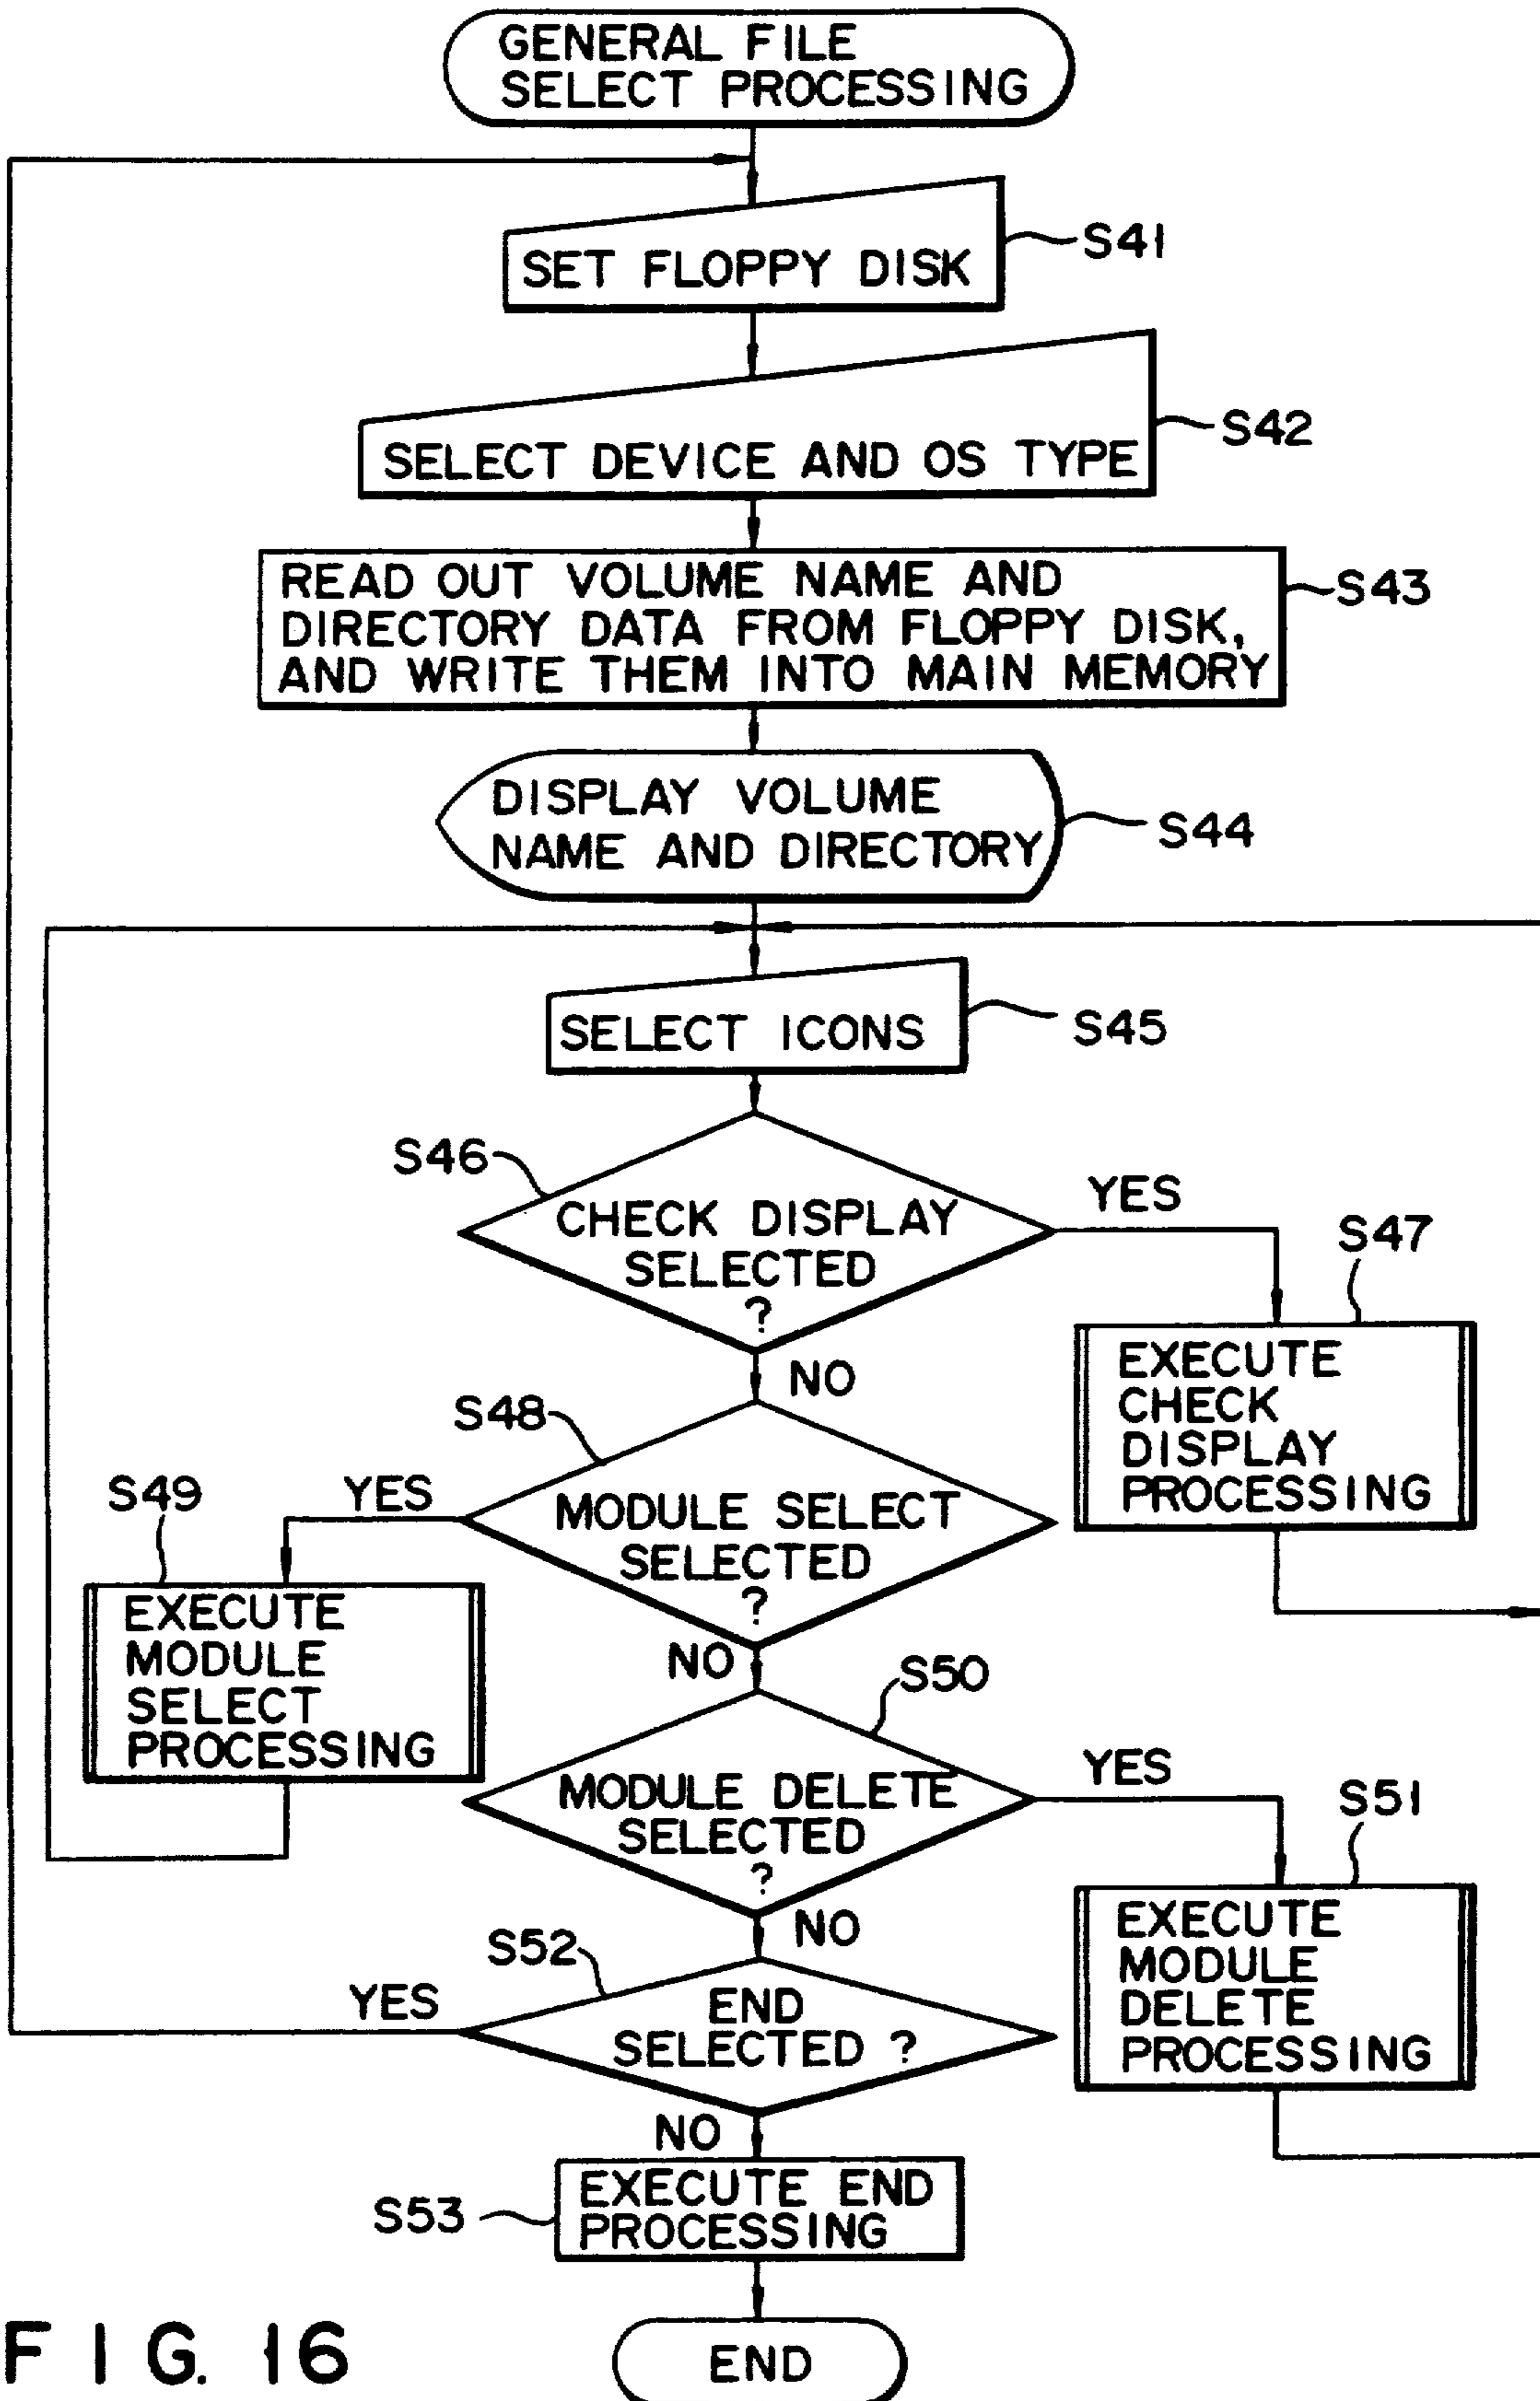 GENERAL FILE
SELECT PROCESSING
SET FLOPPY DISK
S41
SELECT DEVICE AND OS TYPE
S42
READ OUT VOLUME NAME AND
DIRECTORY DATA FROM FLOPPY DISK,
AND WRITE THEM INTO MAIN MEMORY
S43
DISPLAY VOLUME
NAME AND DIRECTORY
S44
SELECT ICONS
S45
S46
CHECK DISPLAY
SELECTED
?
YES
NO
S47
EXECUTE
CHECK
DISPLAY
PROCESSING
S48
MODULE SELECT
SELECTED
?
YES
NO
S49
EXECUTE
MODULE
SELECT
PROCESSING
S50
MODULE DELETE
SELECTED
?
YES
NO
S51
EXECUTE
MODULE
DELETE
PROCESSING
S52
END
SELECTED ?
YES
NO
S53
EXECUTE END
PROCESSING
END
FIG. 16